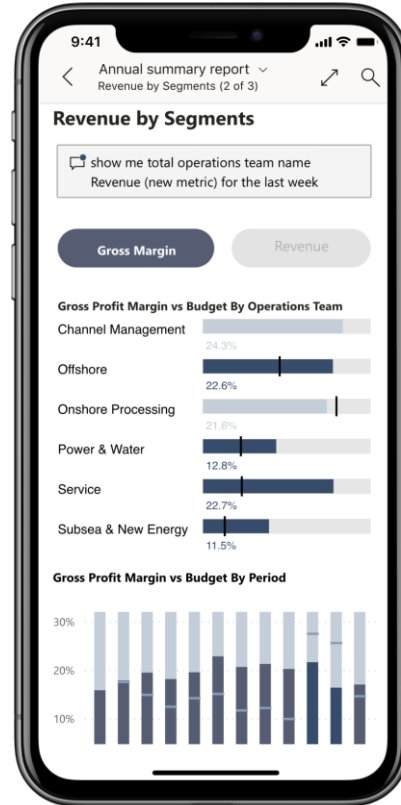 9:41
Annual summary report
Revenue by Segments (2 of 3)
Revenue by Segments
show me total operations team name
Revenue (new metric) for the last week
Gross Margin
Revenue
Gross Profit Margin vs Budget By Operations Team
Channel Management
24.3%
Offshore
22.6%
Onshore Processing
21.6%
Power & Water
12.8%
Service
22.7%
Subsea & New Energy
11.5%
Gross Profit Margin vs Budget By Period
30%
20%
10%